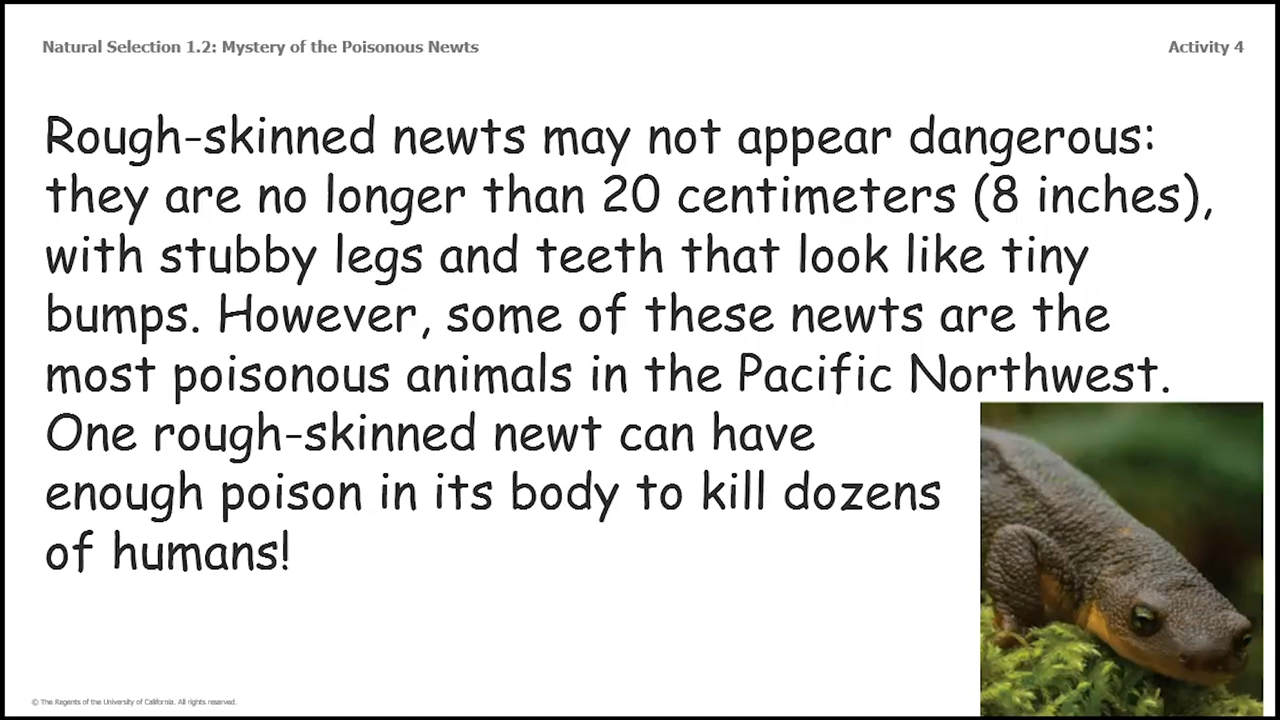 Natural Selection 1.2: Mystery of the Poisonous Newts
Activity 4
Rough-skinned newts may not appear dangerous:
they are no longer than 20 centimeters (8 inches),
with stubby legs and teeth that look like tiny
bumps. However, some of these newts are the
most poisonous animals in the Pacific Northwest.
One rough-skinned newt can have
enough poison in its body to kill dozens
of humans!
© The Regents of the University of California. All rights reserved.